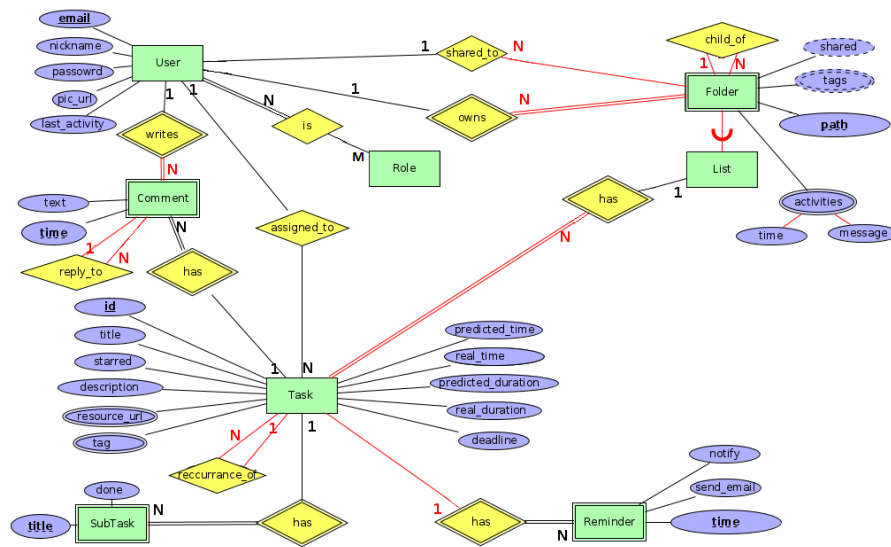 email
nickname
passowrd
pic_url
last_activity
User
1
1
1
1
N
shared_to
N
1
owns
N
child_of
1
N
shared
tags
path
Folder
List
1
activities
time
message
writes
N
is
M
Role
Comment
text
time
N
1
N
reply_to
has
assigned_to
has
N
id
title
starred
description
resource_url
tag
1
N
Task
1
predicted_time
real_time
predicted_duration
real_duration
deadline
N
1
reccurrance_of
done
title
SubTask
N
has
1
has
N
Reminder
notify
send_email
time